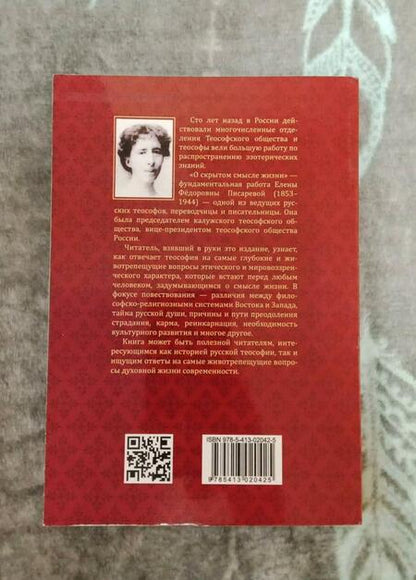 Сто лет назад в России дей-
ствовали многочисленные отде-
ления Теософского общества и
теософы вели большую работу по
распространению эзотерических
знаний.
«О скрытом смысле жизни» —
фундаментальная работа Елены
Фёдоровны Писаревой (1853–
1944) — одной из ведущих рус-
ских теософов, переводчицы и писательницы. Она
была председателем калужского теософского об-
щества, вице-президентом теософского общества
России.
Читатель, взявший в руки это издание, узнает,
как отвечает теософия на самые глубокие и жи-
вотрепещущие вопросы этического и мировоззрен-
ческого характера, которые встают перед любым
человеком, задумывающимся о смысле жизни. В
фокусе повествования — различия между фило-
софско-религиозными системами Востока и Запада,
тайна русской души, причины и пути преодоления
страдания, карма, реинкарнация, необходимость
культурного развития и многое другое.
Книга может быть полезной читателям, инте-
ресующимся как историей русской теософии, так и
ищущим ответы на самые животрепещущие вопро-
сы духовной жизни современности.
ISBN 978-5-413-02042-5
9785413020425